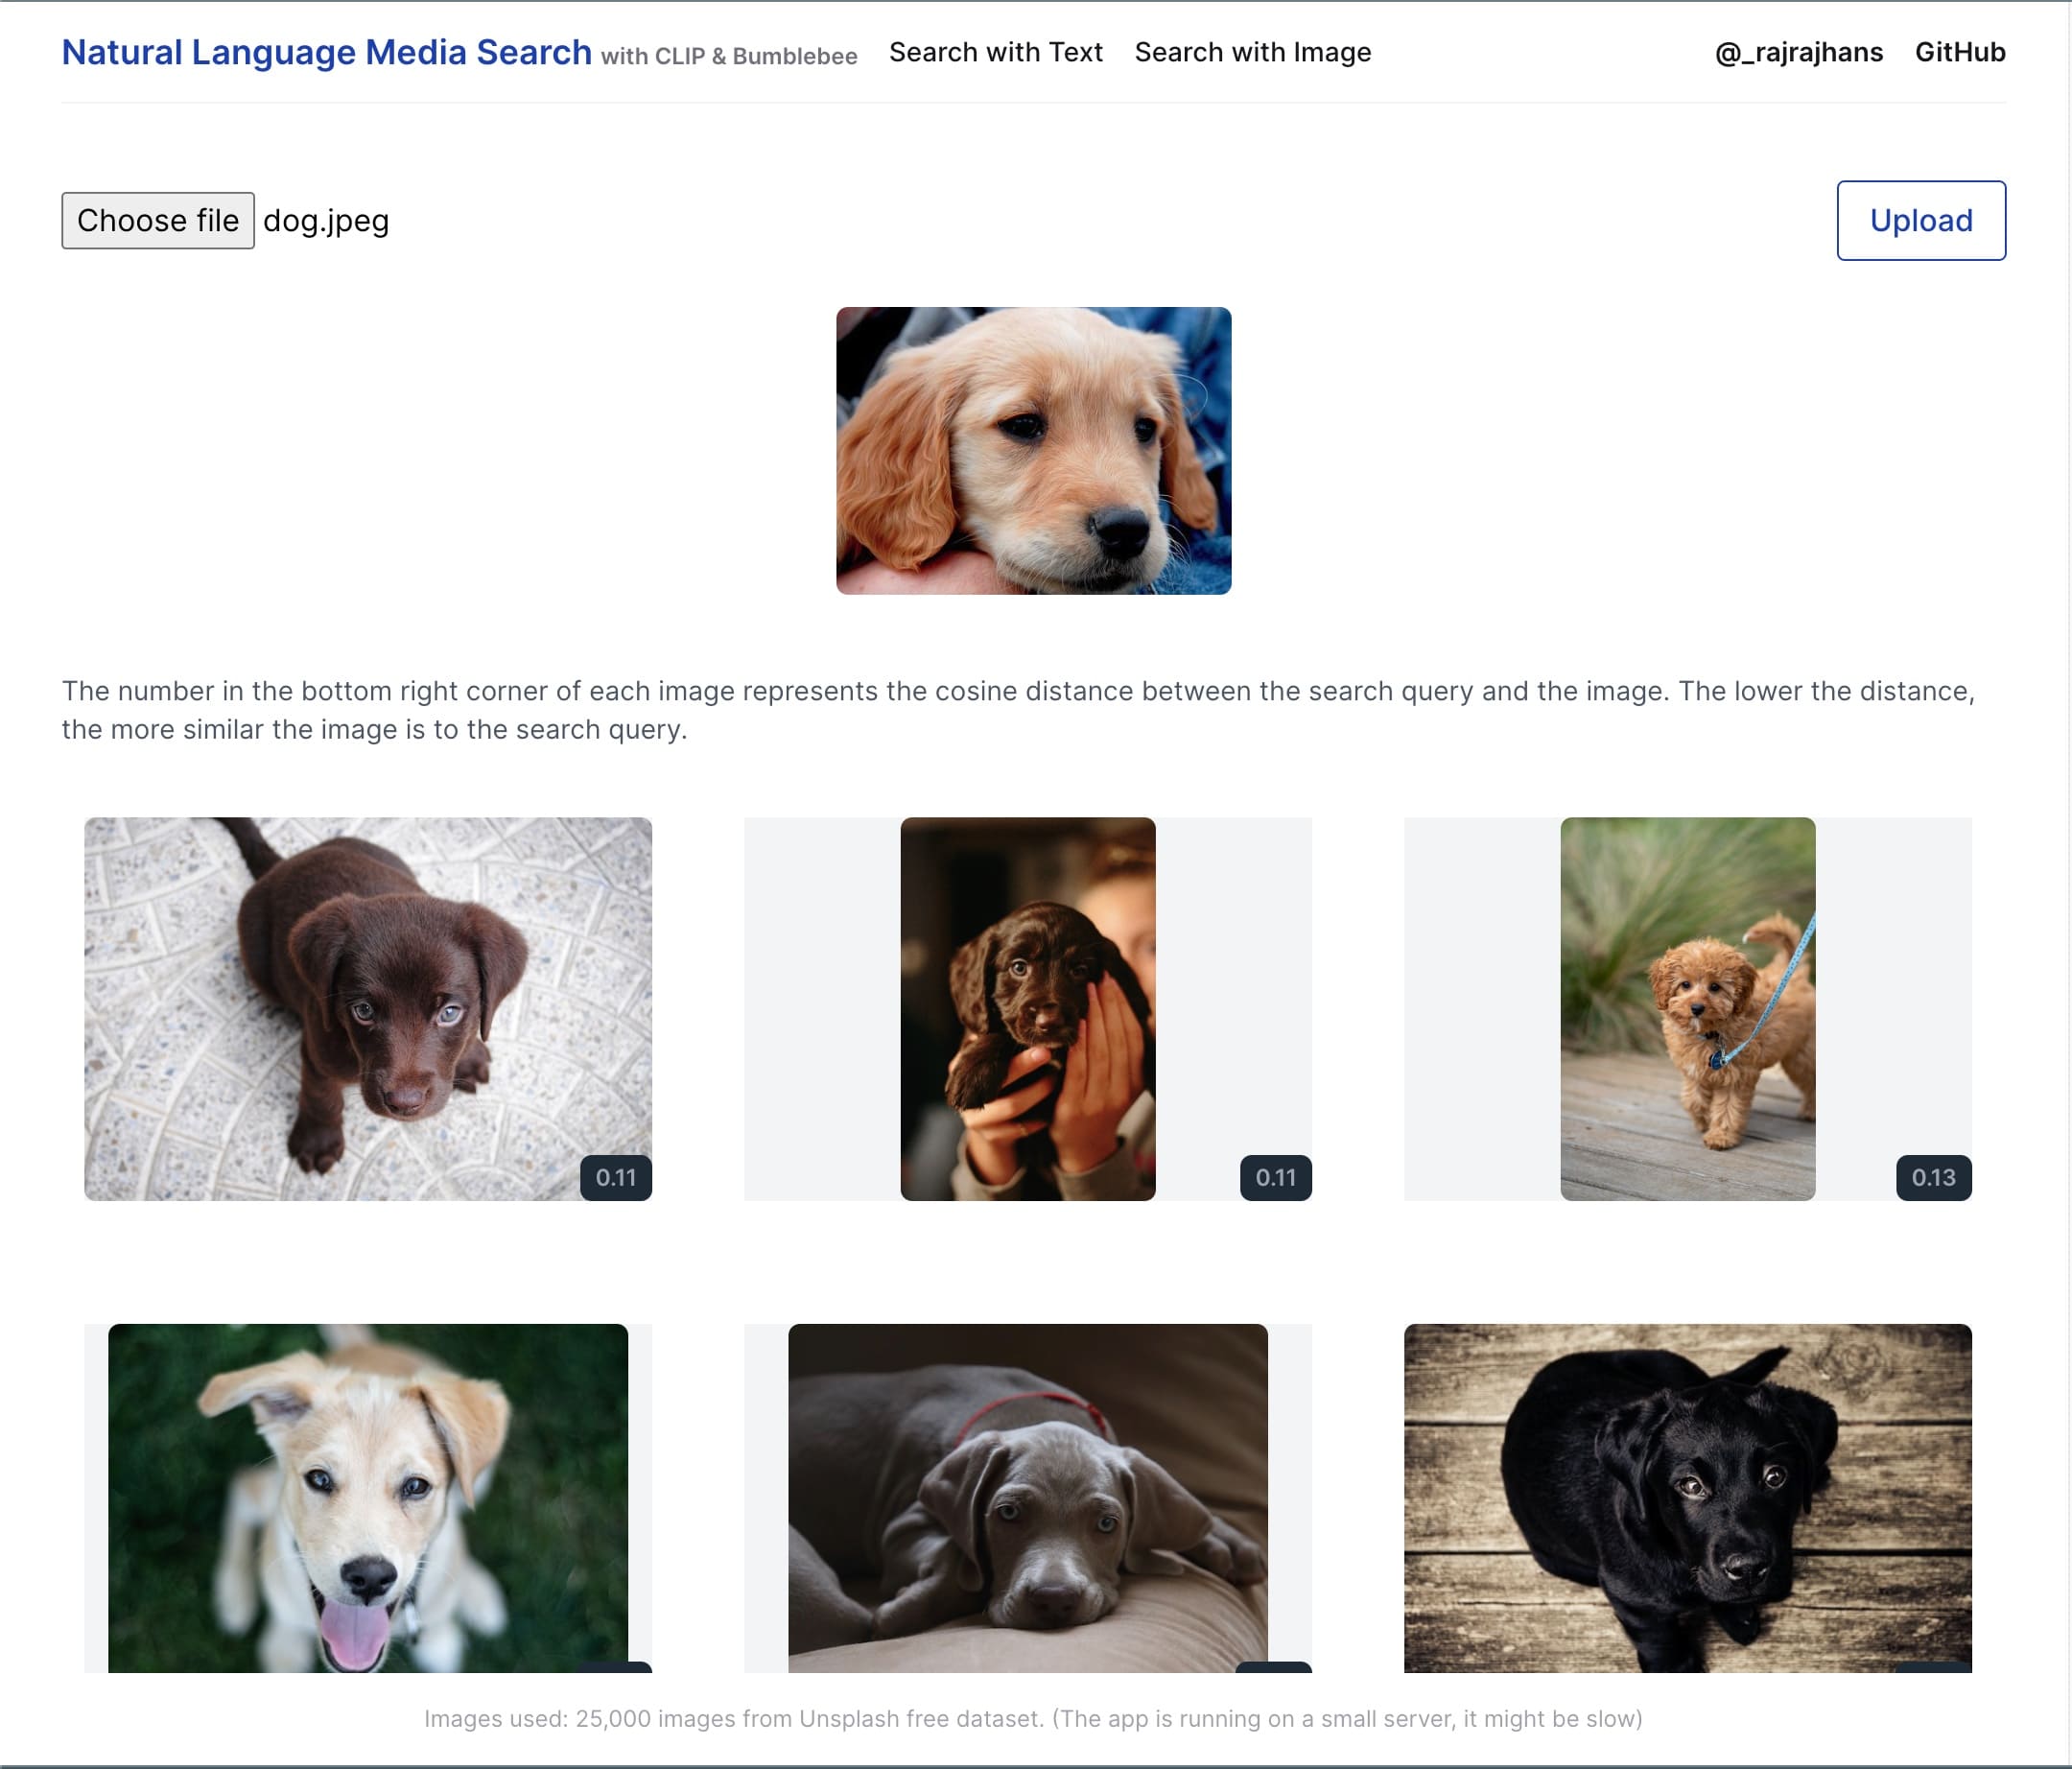 Natural Language Media Search with CLIP & Bumblebee Search with Text Search with Image @_rajrajhans GitHub
Choose file dog.jpeg Upload
The number in the bottom right corner of each image represents the cosine distance between the search query and the image. The lower the distance,
the more similar the image is to the search query.
0.11 0.11 0.13
Images used: 25,000 images from Unsplash free dataset. (The app is running on a small server, it might be slow)